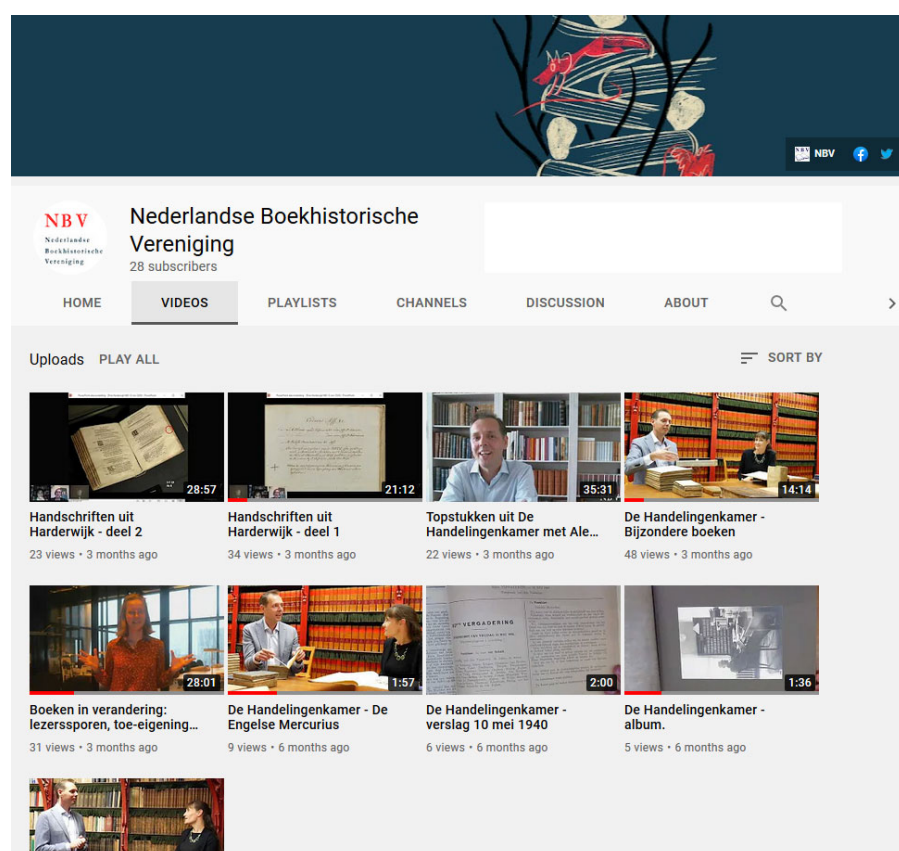 NBV
NBV
Nederlandse
Boekhistorische
Vereniging
Nederlandse Boekhistorische
Vereniging
28 subscribers
HOME VIDEOS PLAYLISTS CHANNELS DISCUSSION ABOUT
Uploads PLAY ALL SORT BY
28:57 21:12 35:31 14:14
Handschriften uit
Harderwijk - deel 2
23 views • 3 months ago
Handschriften uit
Harderwijk - deel 1
34 views • 3 months ago
Topstukken uit De
Handelingenkamer met Ale...
22 views • 3 months ago
De Handelingenkamer -
Bijzondere boeken
48 views • 3 months ago
VERGADERING
28:01 1:57 2:00 1:36
Boeken in verandering:
lezerssporen, toe-eigening...
31 views • 3 months ago
De Handelingenkamer - De
Engelse Mercurius
9 views • 6 months ago
De Handelingenkamer -
verslag 10 mei 1940
6 views • 6 months ago
De Handelingenkamer -
album.
5 views • 6 months ago